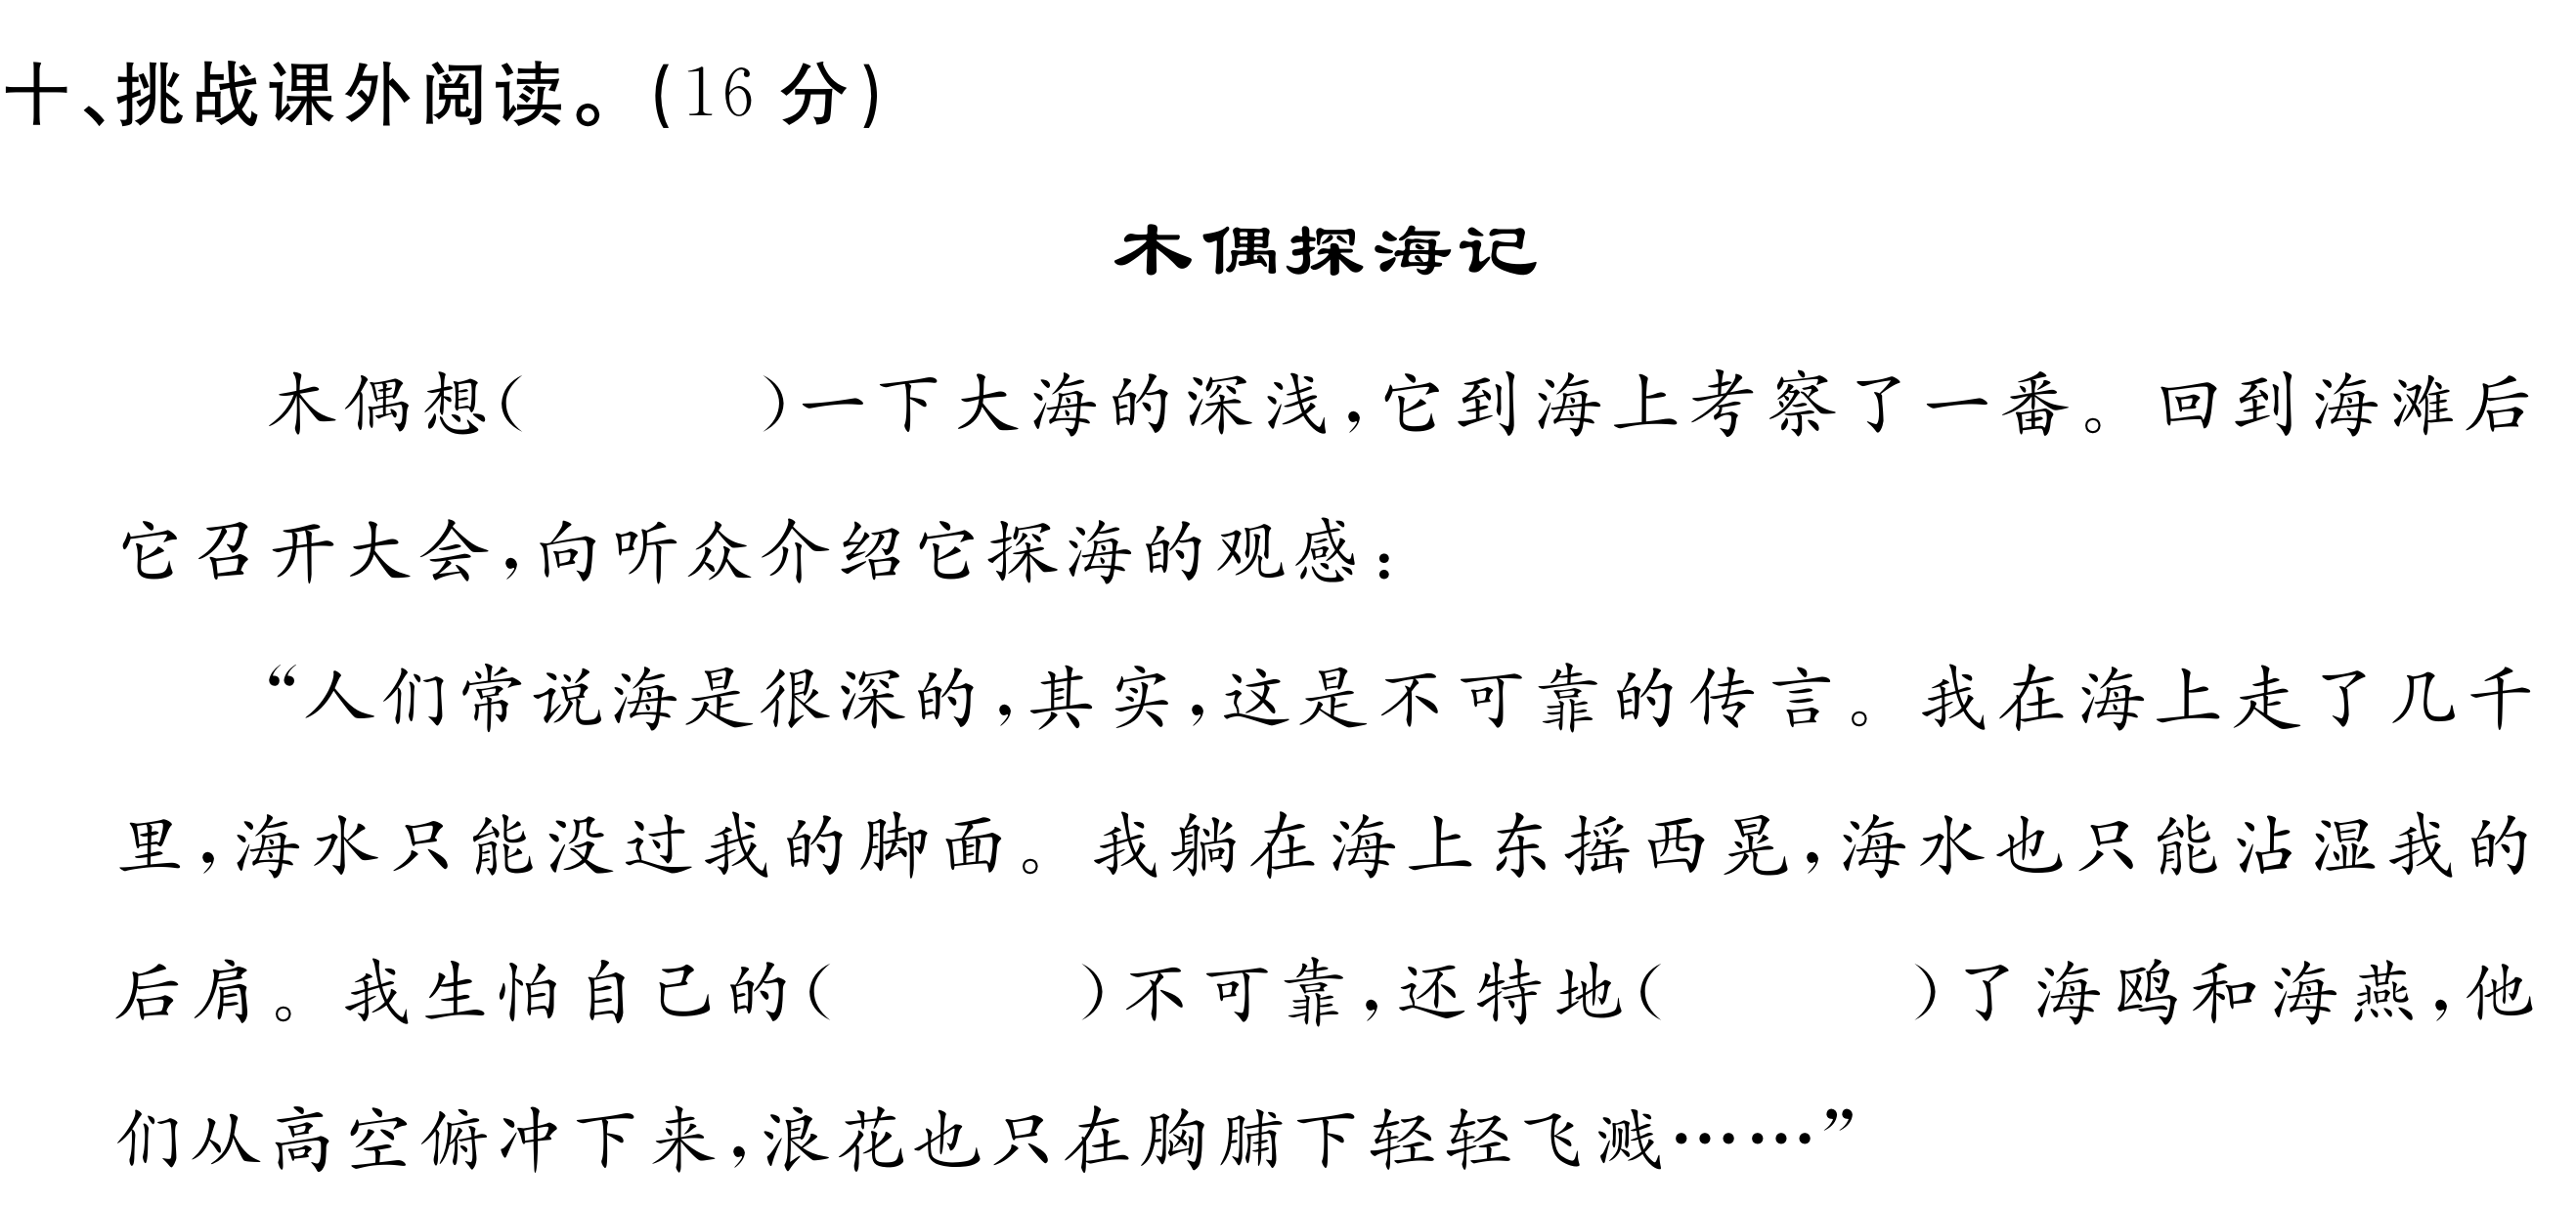 十、挑战课外阅读。(16 分)
木偶探海记
木偶想(　　　)一下大海的深浅,它到海上考察了一番。回到海滩后
它召开大会,向听众介绍它探海的观感:
“人们常说海是很深的,其实,这是不可靠的传言。我在海上走了几千
里,海水只能没过我的脚面。我躺在海上东摇西晃,海水也只能沾湿我的
后肩。我生怕自己的(　　　)不可靠,还特地(　　　)了海鸥和海燕,他
们从高空俯冲下来,浪花也只在胸脯下轻轻飞溅……”